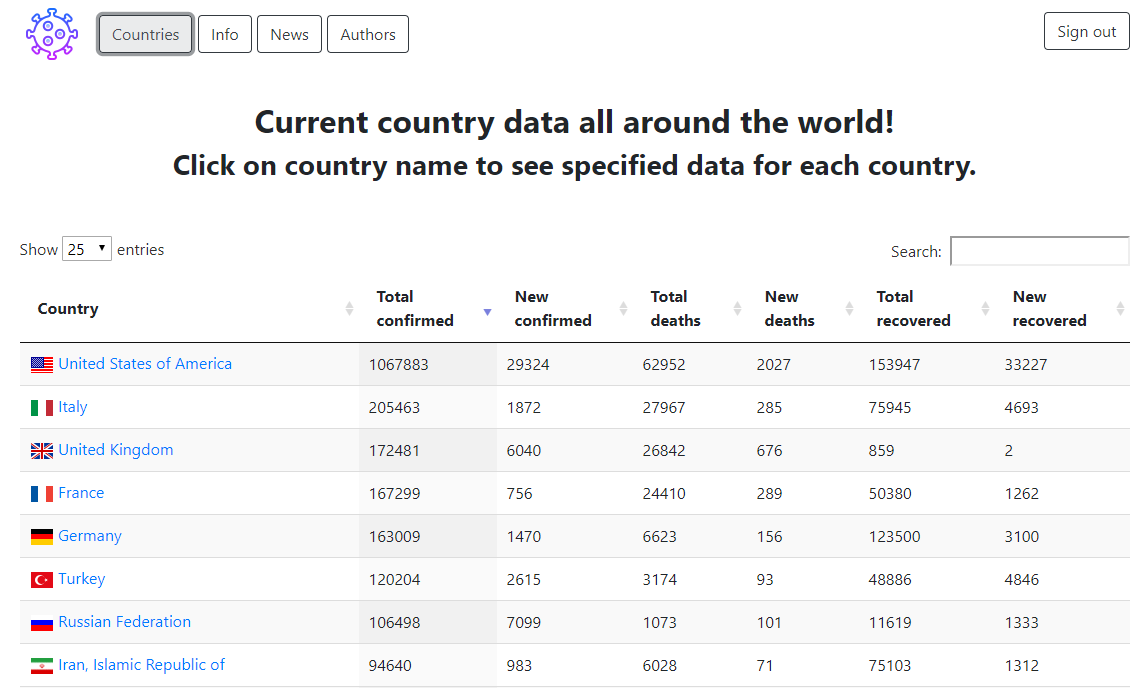 Countries Info News Authors Sign out
Current country data all around the world!
Click on country name to see specified data for each country.
Show 25 entries Search:
Country Total confirmed New confirmed Total deaths New deaths Total recovered New recovered
United States of America 1067883 29324 62952 2027 153947 33227
Italy 205463 1872 27967 285 75945 4693
United Kingdom 172481 6040 26842 676 859 2
France 167299 756 24410 289 50380 1262
Germany 163009 1470 6623 156 123500 3100
Turkey 120204 2615 3174 93 48886 4846
Russian Federation 106498 7099 1073 101 11619 1333
Iran, Islamic Republic of 94640 983 6028 71 75103 1312